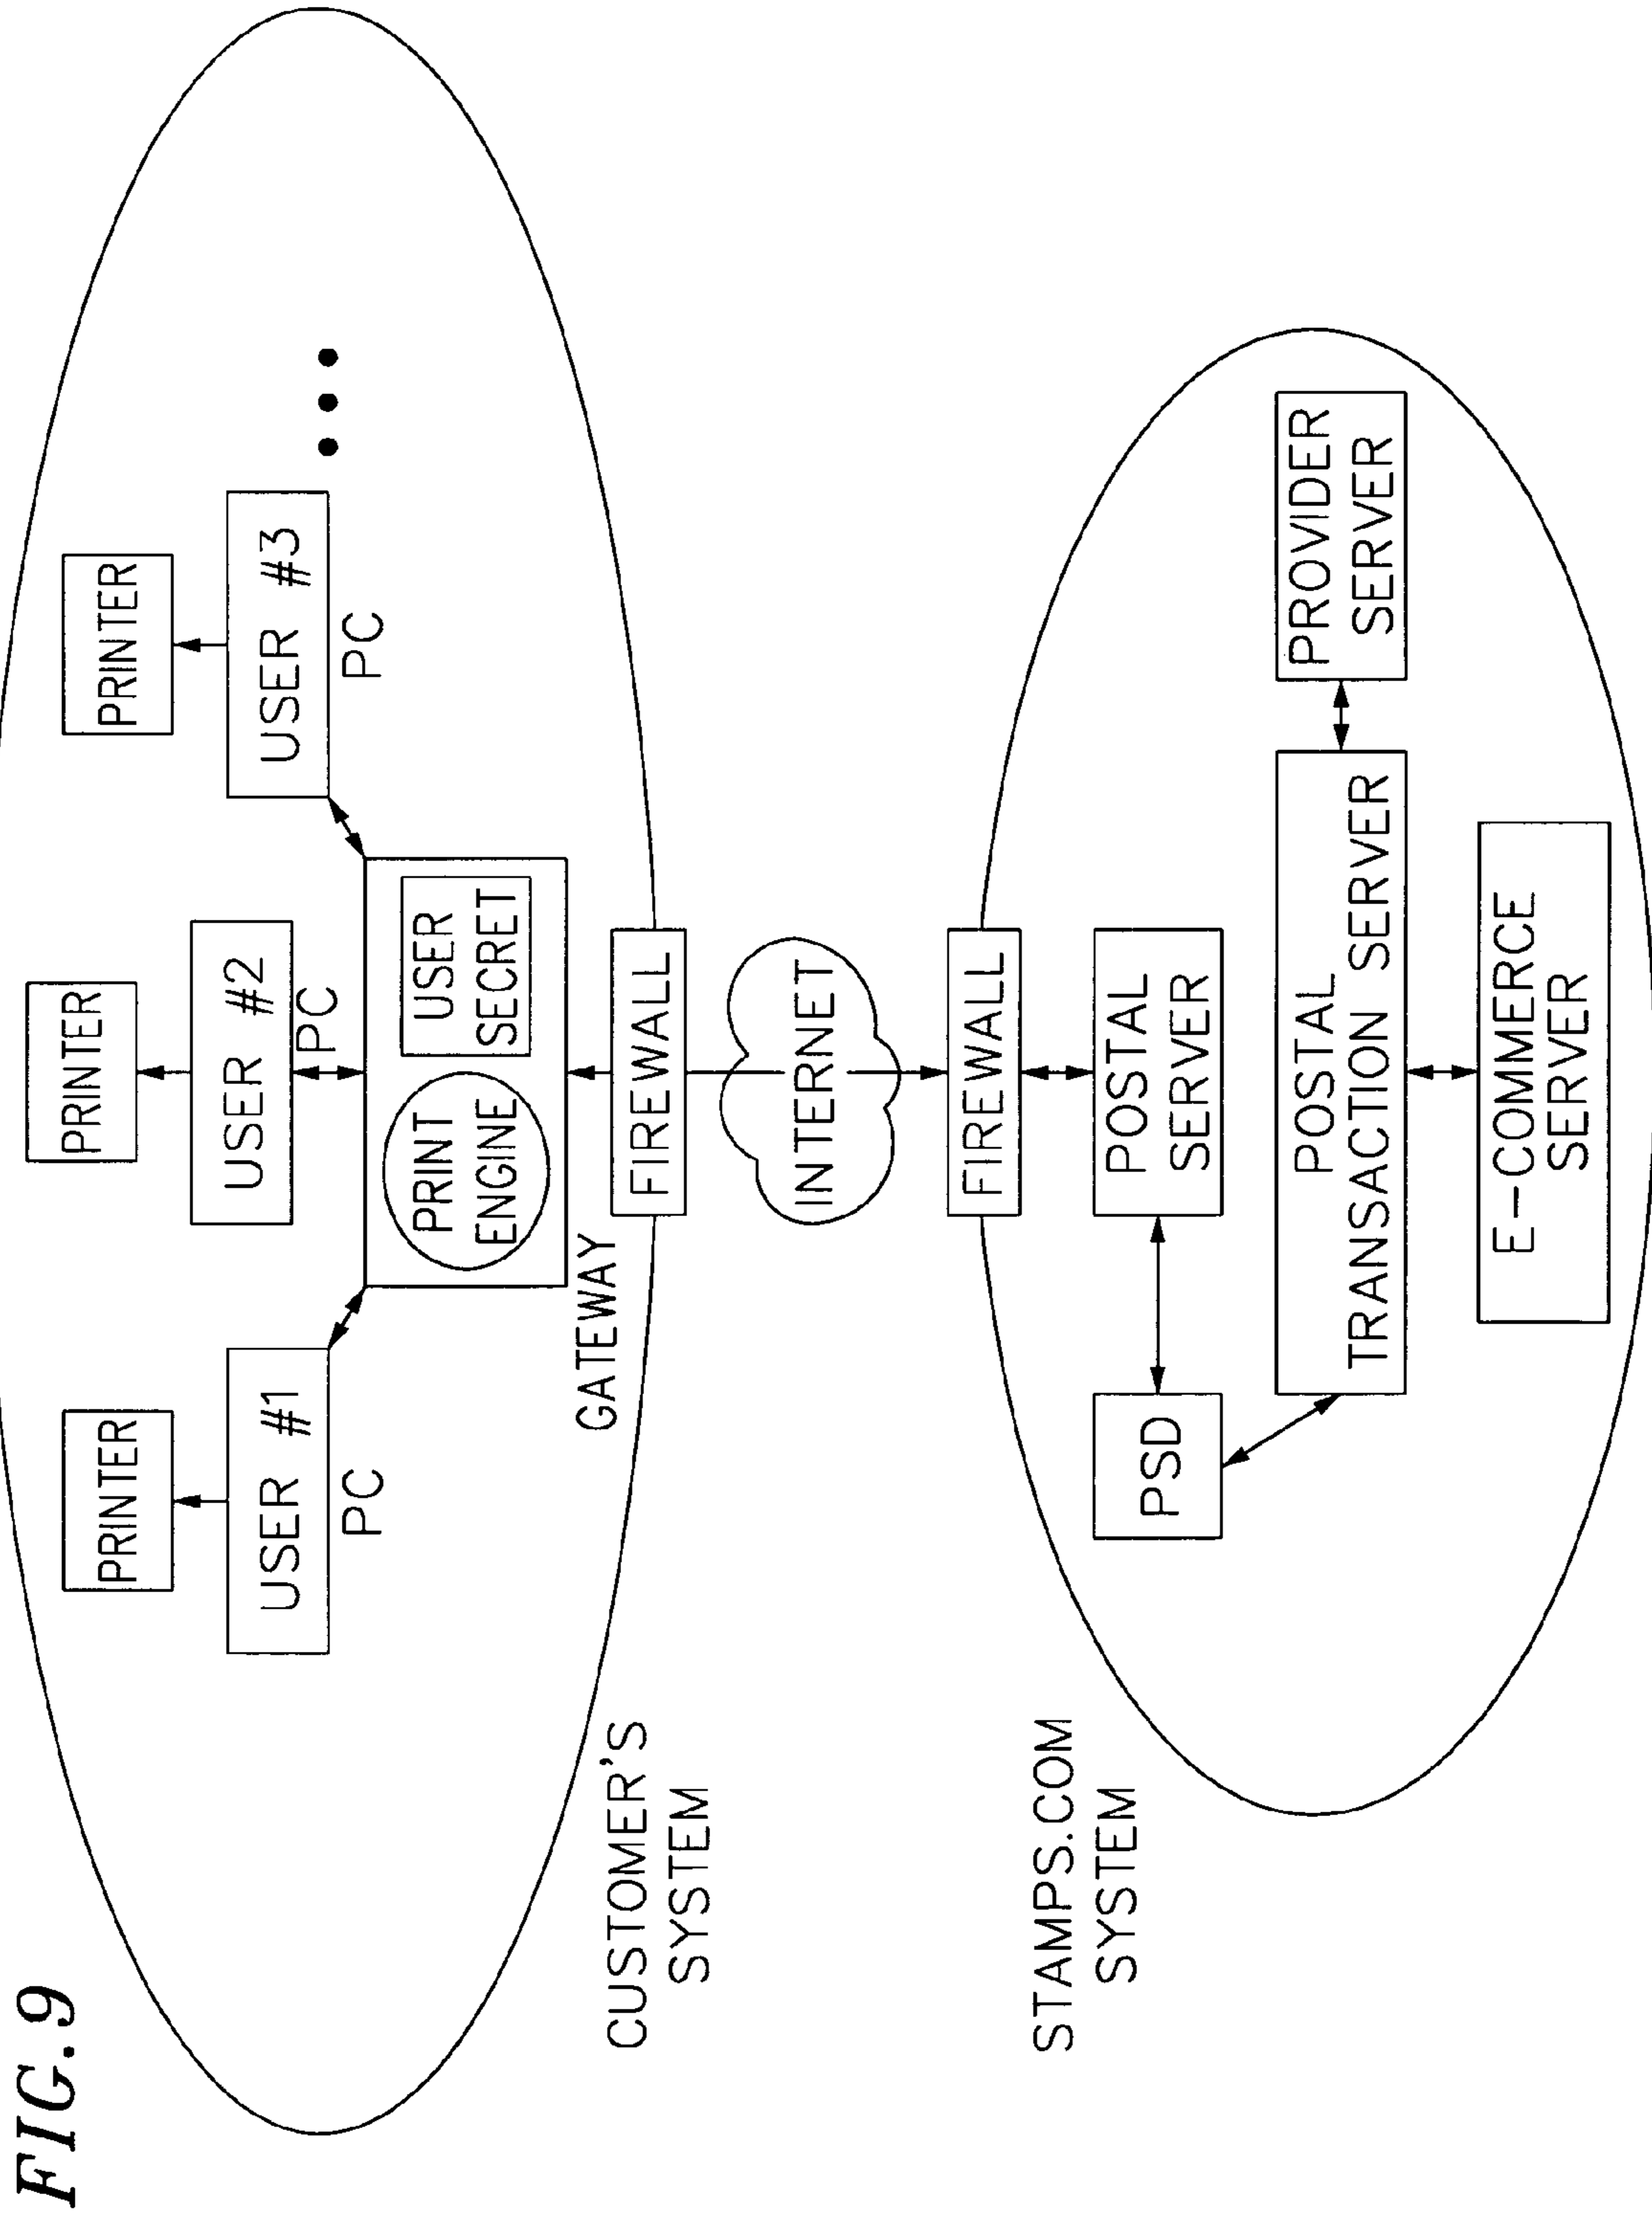 FIG. 9
PRINTER
PRINTER
PRINTER
USER #1
PC
USER #2
PC
USER #3
PC
PRINT
ENGINE
USER
SECRET
GATEWAY
FIREWALL
CUSTOMER'S
SYSTEM
INTERNET
STAMPS.COM
SYSTEM
FIREWALL
PSD
POSTAL
SERVER
POSTAL
TRANSACTION SERVER
PROVIDER
SERVER
E-COMMERCE
SERVER